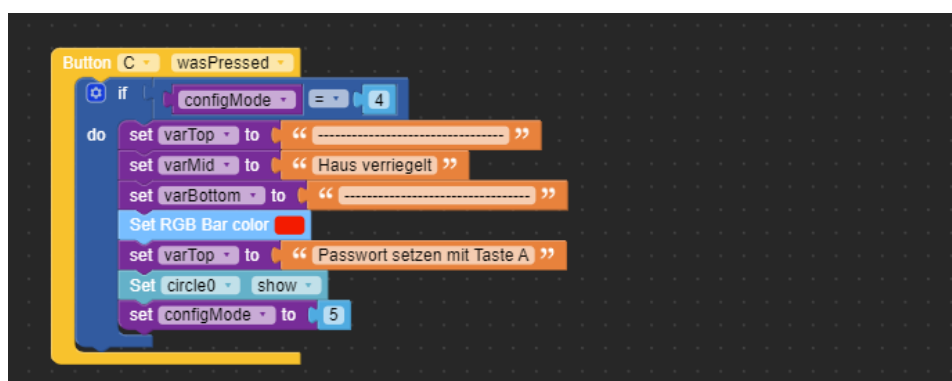 Button C wasPressed
if configMode = 4
do set varTop to “ --------------------------------- ”
set varMid to “ Haus verriegelt ”
set varBottom to “ --------------------------------- ”
Set RGB Bar color
set varTop to “ Passwort setzen mit Taste A ”
Set circle0 show
set configMode to 5